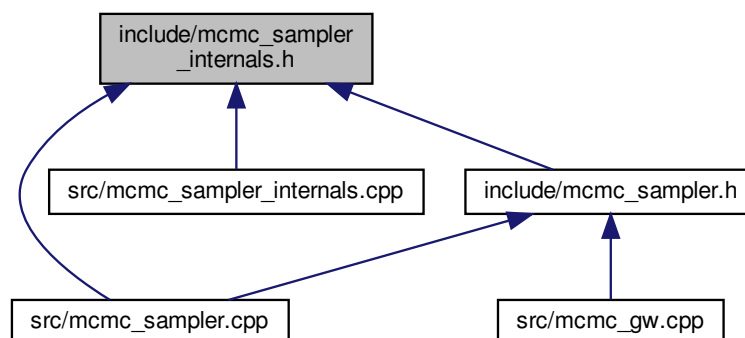 include/mcmc_sampler
_internals.h
src/mcmc_sampler_internals.cpp
include/mcmc_sampler.h
src/mcmc_sampler.cpp
src/mcmc_gw.cpp